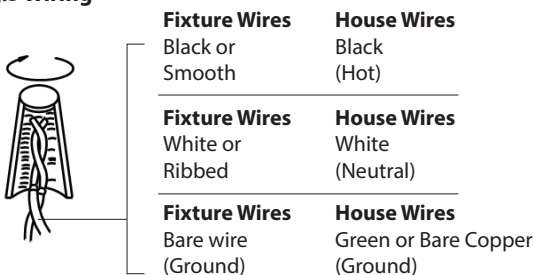 Fixture Wires House Wires
Black or Black
Smooth (Hot)
Fixture Wires House Wires
White or White
Ribbed (Neutral)
Fixture Wires House Wires
Bare wire Green or Bare Copper
(Ground) (Ground)